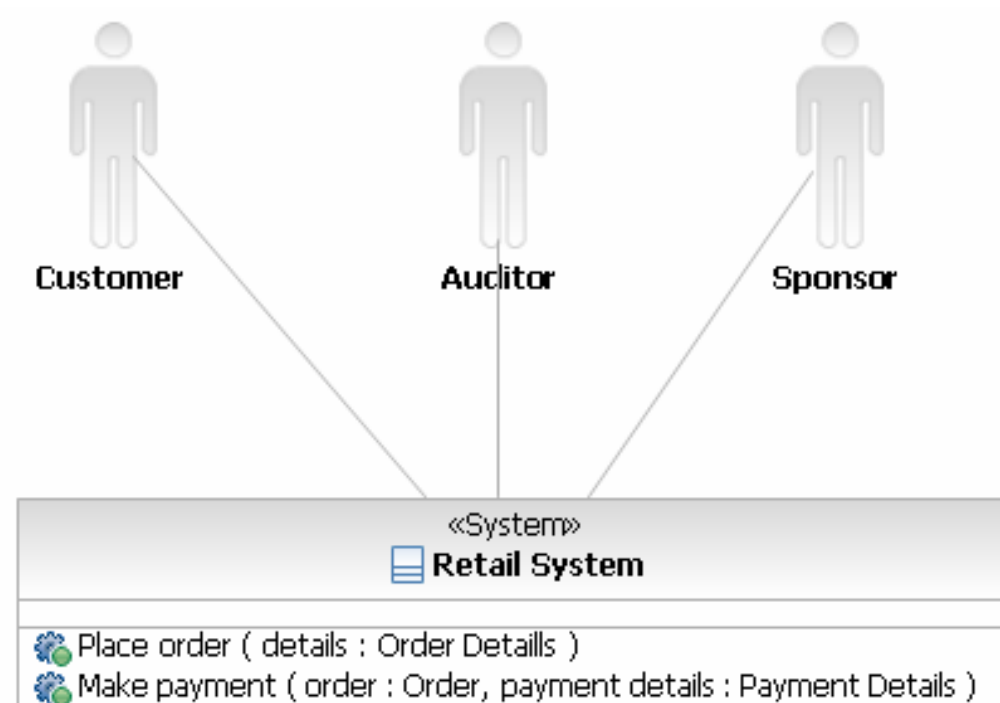 Customer
Auditor
Sponsor
«System»
Retail System
Place order ( details : Order Detaills )
Make payment ( order : Order, payment details : Payment Details )